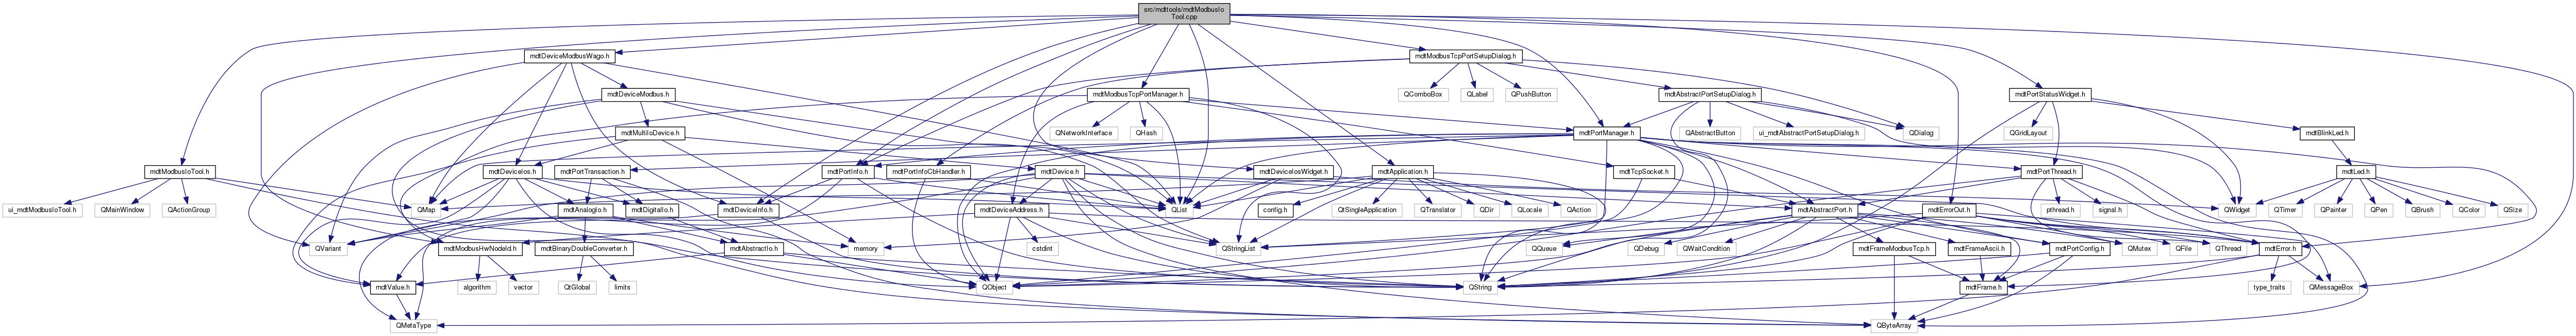 src/mdttools/mdtModbusIo
Tool.cpp
mdtDeviceModbusWago.h
mdtModbusTcpPortSetupDialog.h
mdtDeviceModbus.h
mdtModbusTcpPortManager.h
QComboBox
QLabel
QPushButton
mdtAbstractPortSetupDialog.h
mdtPortStatusWidget.h
mdtMultiIoDevice.h
QNetworkInterface
QHash
mdtPortManager.h
QAbstractButton
ui_mdtAbstractPortSetupDialog.h
QDialog
QGridLayout
mdtBlinkLed.h
mdtModbusIoTool.h
mdtDeviceIos.h
mdtPortTransaction.h
mdtDevice.h
mdtPortInfo.h
mdtPortInfoCbHandler.h
mdtDeviceIosWidget.h
mdtApplication.h
mdtTcpSocket.h
mdtPortThread.h
mdtLed.h
ui_mdtModbusIoTool.h
QMainWindow
QActionGroup
QMap
mdtAnalogIo.h
mdtDigitalIo.h
mdtDeviceInfo.h
QList
mdtDeviceAddress.h
config.h
QtSingleApplication
QTranslator
QDir
QLocale
QAction
mdtAbstractPort.h
mdtErrorOut.h
pthread.h
signal.h
QWidget
QTimer
QPainter
QPen
QBrush
QColor
QSize
QVariant
mdtModbusHwNodeId.h
mdtBinaryDoubleConverter.h
mdtAbstractIo.h
memory
cstdint
QStringList
QQueue
QDebug
QWaitCondition
mdtFrameModbusTcp.h
mdtFrameAscii.h
mdtPortConfig.h
QMutex
QFile
QThread
mdtError.h
mdtValue.h
algorithm
vector
QtGlobal
limits
QObject
QString
mdtFrame.h
type_traits
QMessageBox
QMetaType
QByteArray